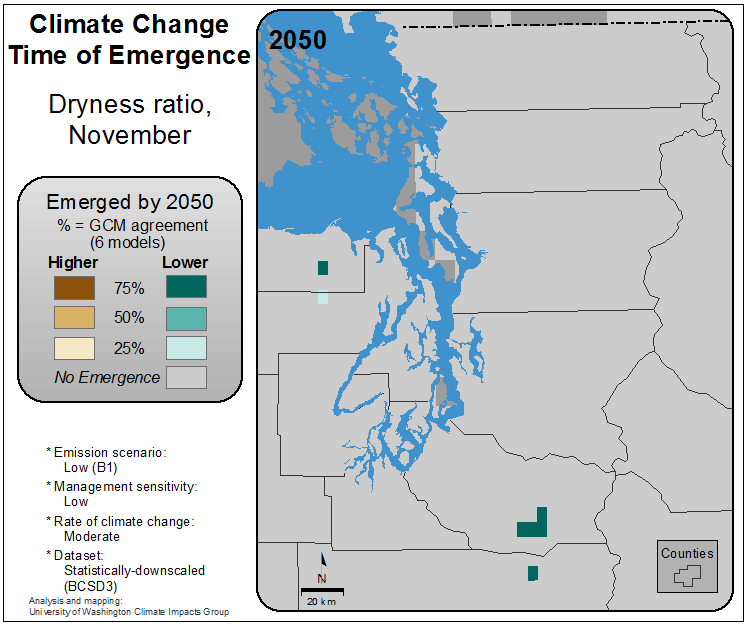 Climate Change
Time of Emergence
Dryness ratio,
November
Emerged by 2050
% = GCM agreement
(6 models)
Higher Lower
75%
50%
25%
No Emergence
* Emission scenario:
Low (B1)
* Management sensitivity:
Low
* Rate of climate change:
Moderate
* Dataset:
Statistically-downscaled
(BCSD3)
Analysis and mapping:
University of Washington Climate Impacts Group
2050
N
20 km
Counties